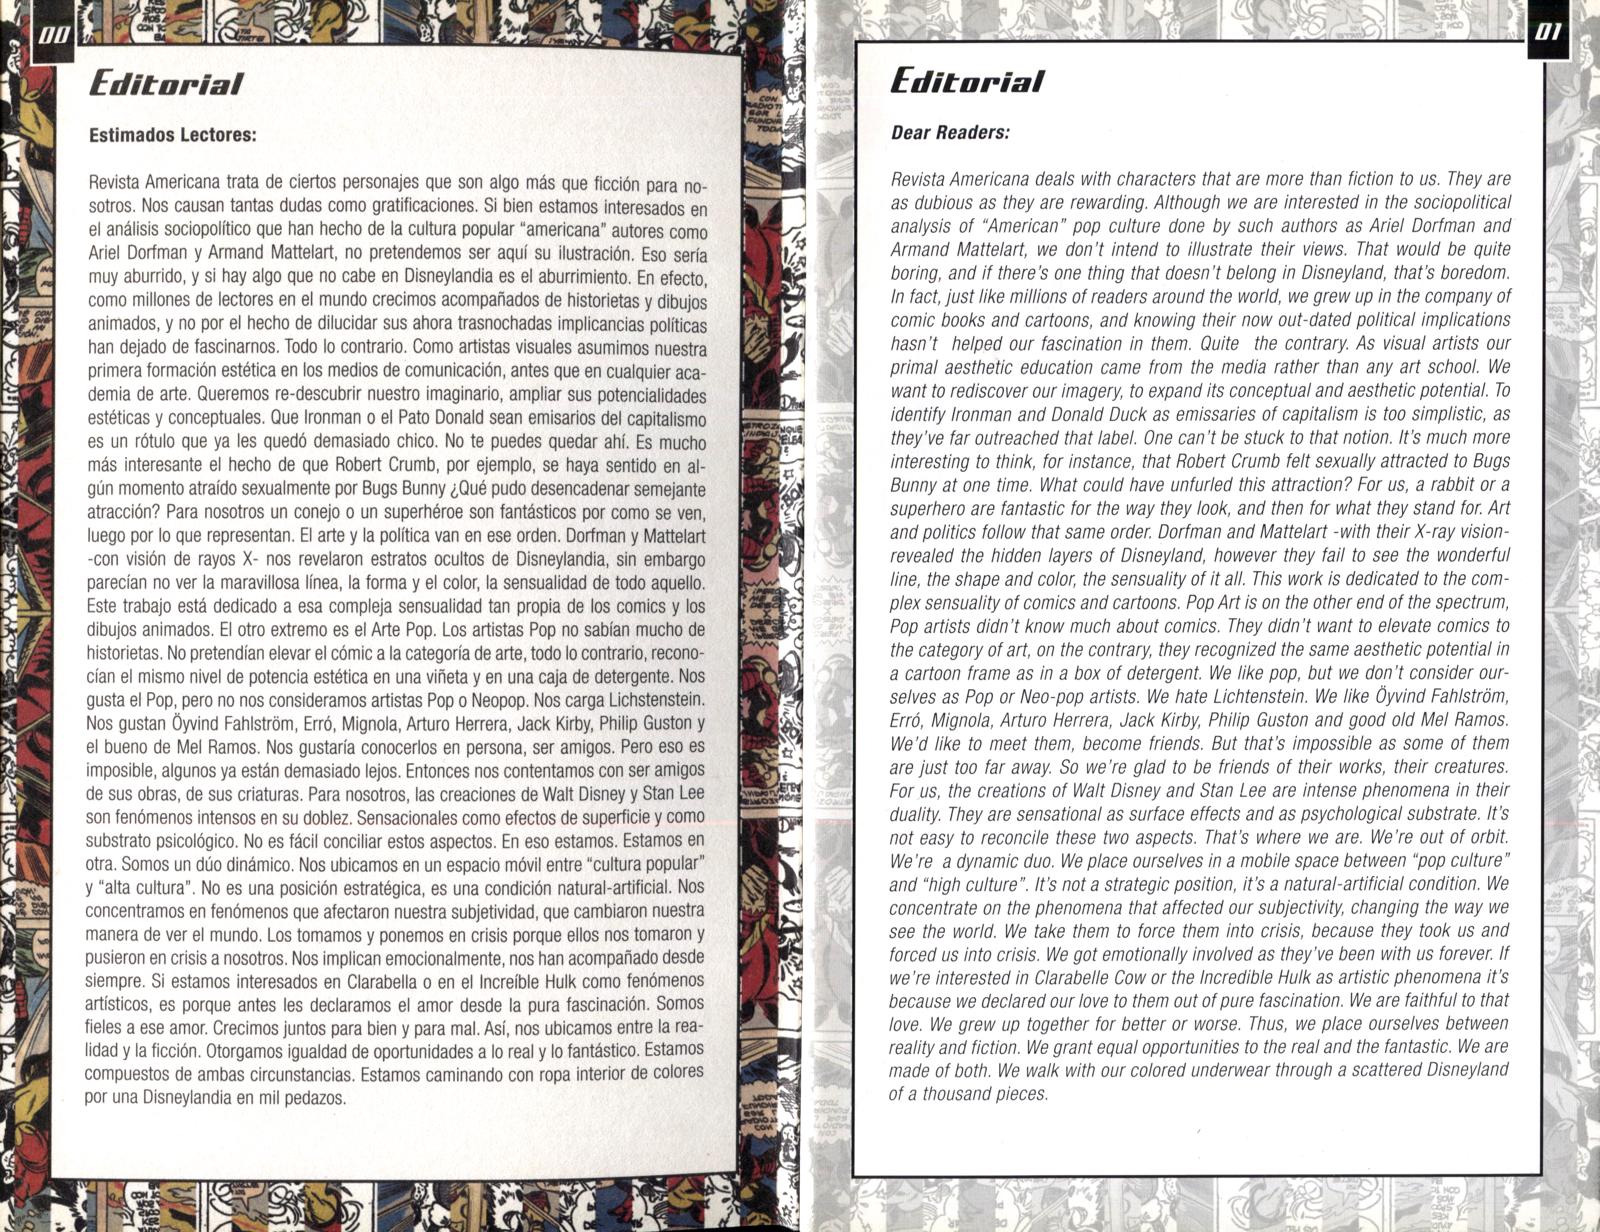 00
Editorial
Estimados Lectores:
Revista Americana trata de ciertos personajes que son algo más que ficción para no-
sotros. Nos causan tantas dudas como gratificaciones. Si bien estamos interesados en
el análisis sociopolítico que han hecho de la cultura popular “americana” autores como
Ariel Dorfman y Armand Mattelart, no pretendemos ser aquí su ilustración. Eso sería
muy aburrido, y si hay algo que no cabe en Disneylandia es el aburrimiento. En efecto,
como millones de lectores en el mundo crecimos acompañados de historietas y dibujos
animados, y no por el hecho de dilucidar sus ahora trasnochadas implicancias políticas
han dejado de fascinarnos. Todo lo contrario. Como artistas visuales asumimos nuestra
primera formación estética en los medios de comunicación, antes que en cualquier aca-
demia de arte. Queremos re-descubrir nuestro imaginario, ampliar sus potencialidades
estéticas y conceptuales. Que Ironman o el Pato Donald sean emisarios del capitalismo
es un rótulo que ya les quedó demasiado chico. No te puedes quedar ahí. Es mucho
más interesante el hecho de que Robert Crumb, por ejemplo, se haya sentido en al-
gún momento atraído sexualmente por Bugs Bunny ¿Qué pudo desencadenar semejante
atracción? Para nosotros un conejo o un superhéroe son fantásticos por como se ven,
luego por lo que representan. El arte y la política van en ese orden. Dorfman y Mattelart
-con visión de rayos X- nos revelaron estratos ocultos de Disneylandia, sin embargo
parecían no ver la maravillosa línea, la forma y el color, la sensualidad de todo aquello.
Este trabajo está dedicado a esa compleja sensualidad tan propia de los comics y los
dibujos animados. El otro extremo es el Arte Pop. Los artistas Pop no sabían mucho de
historietas. No pretendían elevar el cómic a la categoría de arte, todo lo contrario, recono-
cían el mismo nivel de potencia estética en una viñeta y en una caja de detergente. Nos
gusta el Pop, pero no nos consideramos artistas Pop o Neopop. Nos carga Lichstenstein.
Nos gustan Öyvind Fahlström, Erró, Mignola, Arturo Herrera, Jack Kirby, Philip Guston y
el bueno de Mel Ramos. Nos gustaría conocerlos en persona, ser amigos. Pero eso es
imposible, algunos ya están demasiado lejos. Entonces nos contentamos con ser amigos
de sus obras, de sus criaturas. Para nosotros, las creaciones de Walt Disney y Stan Lee
son fenómenos intensos en su doblez. Sensacionales como efectos de superficie y como
substrato psicológico. No es fácil conciliar estos aspectos. En eso estamos. Estamos en
otra. Somos un dúo dinámico. Nos ubicamos en un espacio móvil entre “cultura popular”
y “alta cultura”. No es una posición estratégica, es una condición natural-artificial. Nos
concentramos en fenómenos que afectaron nuestra subjetividad, que cambiaron nuestra
manera de ver el mundo. Los tomamos y ponemos en crisis porque ellos nos tomaron y
pusieron en crisis a nosotros. Nos implican emocionalmente, nos han acompañado desde
siempre. Si estamos interesados en Clarabella o en el Increíble Hulk como fenómenos
artísticos, es porque antes les declaramos el amor desde la pura fascinación. Somos
fieles a ese amor. Crecimos juntos para bien y para mal. Así, nos ubicamos entre la rea-
lidad y la ficción. Otorgamos igualdad de oportunidades a lo real y lo fantástico. Estamos
compuestos de ambas circunstancias. Estamos caminando con ropa interior de colores
por una Disneylandia en mil pedazos.
01
Editorial
Dear Readers:
Revista Americana deals with characters that are more than fiction to us. They are
as dubious as they are rewarding. Although we are interested in the sociopolitical
analysis of “American” pop culture done by such authors as Ariel Dorfman and
Armand Mattelart, we don’t intend to illustrate their views. That would be quite
boring, and if there’s one thing that doesn’t belong in Disneyland, that’s boredom.
In fact, just like millions of readers around the world, we grew up in the company of
comic books and cartoons, and knowing their now out-dated political implications
hasn’t helped our fascination in them. Quite the contrary. As visual artists our
primal aesthetic education came from the media rather than any art school. We
want to rediscover our imagery, to expand its conceptual and aesthetic potential. To
identify Ironman and Donald Duck as emissaries of capitalism is too simplistic, as
they’ve far outreached that label. One can’t be stuck to that notion. It’s much more
interesting to think, for instance, that Robert Crumb felt sexually attracted to Bugs
Bunny at one time. What could have unfurled this attraction? For us, a rabbit or a
superhero are fantastic for the way they look, and then for what they stand for. Art
and politics follow that same order. Dorfman and Mattelart -with their X-ray vision-
revealed the hidden layers of Disneyland, however they fail to see the wonderful
line, the shape and color, the sensuality of it all. This work is dedicated to the com-
plex sensuality of comics and cartoons. Pop Art is on the other end of the spectrum,
Pop artists didn’t know much about comics. They didn’t want to elevate comics to
the category of art, on the contrary, they recognized the same aesthetic potential in
a cartoon frame as in a box of detergent. We like pop, but we don’t consider our-
selves as Pop or Neo-pop artists. We hate Lichtenstein. We like Öyvind Fahlström,
Erró, Mignola, Arturo Herrera, Jack Kirby, Philip Guston and good old Mel Ramos.
We’d like to meet them, become friends. But that’s impossible as some of them
are just too far away. So we’re glad to be friends of their works, their creatures.
For us, the creations of Walt Disney and Stan Lee are intense phenomena in their
duality. They are sensational as surface effects and as psychological substrate. It’s
not easy to reconcile these two aspects. That’s where we are. We’re out of orbit.
We’re a dynamic duo. We place ourselves in a mobile space between “pop culture”
and “high culture”. It’s not a strategic position, it’s a natural-artificial condition. We
concentrate on the phenomena that affected our subjectivity, changing the way we
see the world. We take them to force them into crisis, because they took us and
forced us into crisis. We got emotionally involved as they’ve been with us forever. If
we’re interested in Clarabelle Cow or the Incredible Hulk as artistic phenomena it’s
because we declared our love to them out of pure fascination. We are faithful to that
love. We grew up together for better or worse. Thus, we place ourselves between
reality and fiction. We grant equal opportunities to the real and the fantastic. We are
made of both. We walk with our colored underwear through a scattered Disneyland
of a thousand pieces.